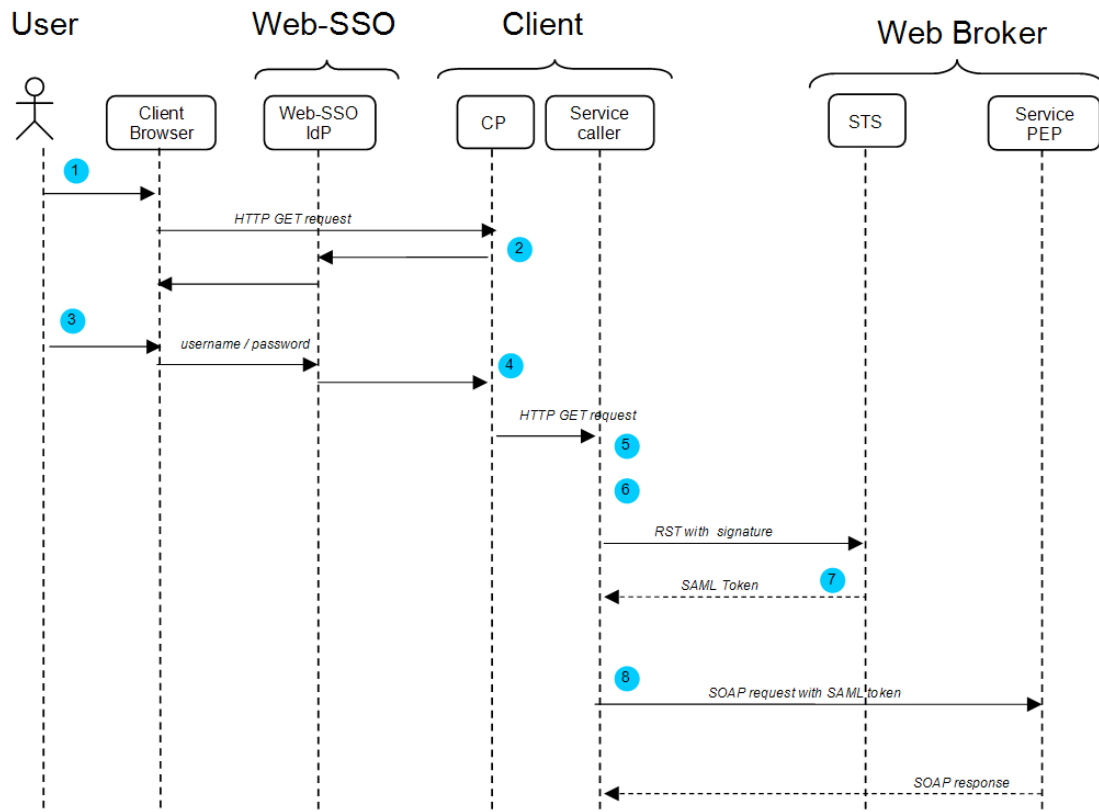 User
Web-SSO
Client
Web Broker
Client
Browser
Web-SSO
IdP
CP
Service
caller
STS
Service
PEP
1
HTTP GET request
2
3
username / password
4
HTTP GET request
5
6
RST with signature
7
SAML Token
8
SOAP request with SAML token
SOAP response